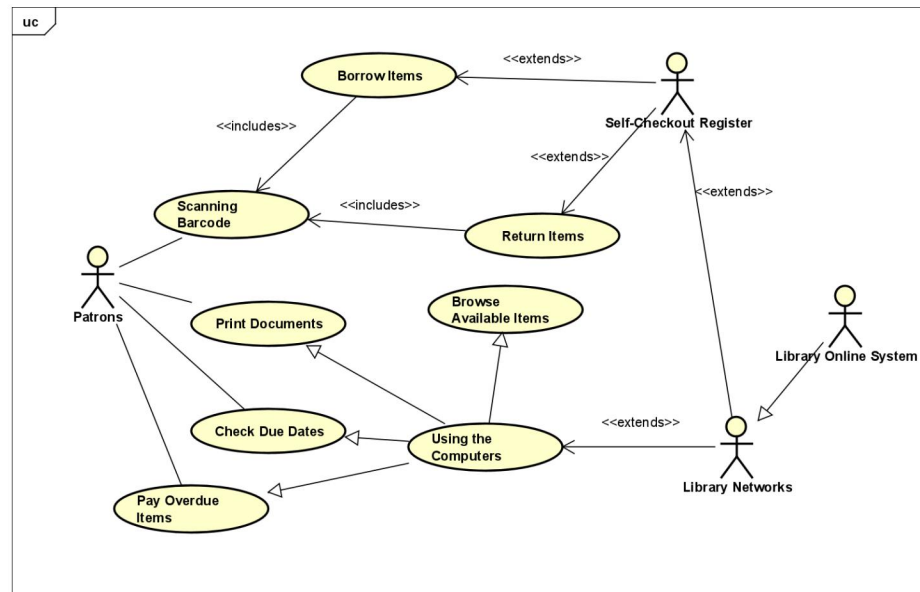 uc
<<extends>>
Borrow Items
Self-Checkout Register
<<includes>>
<<extends>>
<<extends>>
Scanning
Barcode
<<includes>>
Return Items
Patrons
Print Documents
Browse
Available Items
Library Online System
Check Due Dates
Using the
Computers
<<extends>>
Library Networks
Pay Overdue
Items